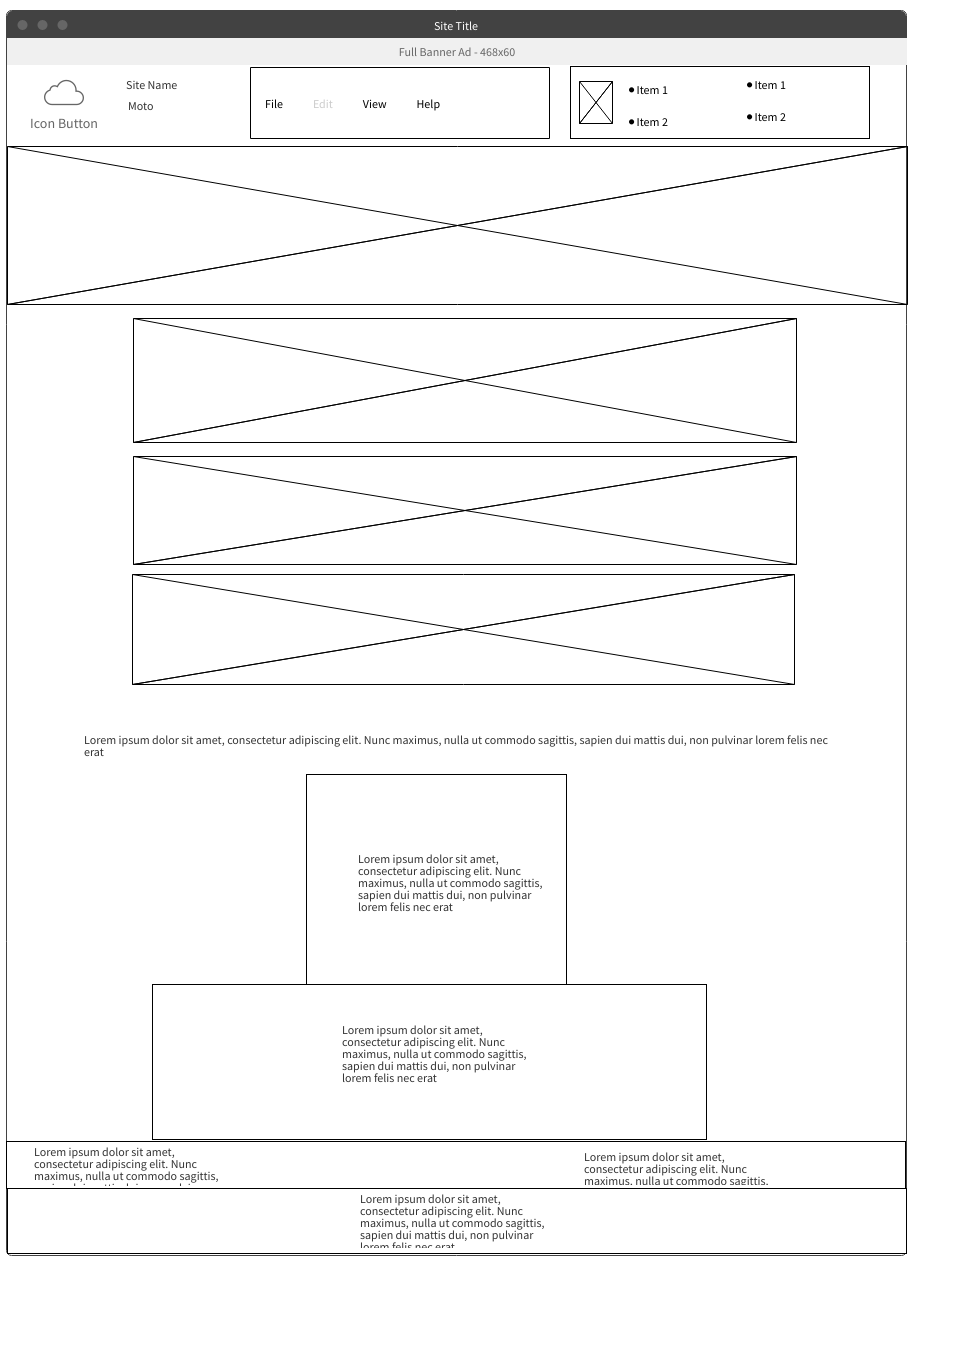 Site Title
Full Banner Ad - 468x60
Site Name
Moto
Icon Button
File Edit View Help
Item 1
Item 2
Item 1
Item 2
Lorem ipsum dolor sit amet, consectetur adipiscing elit. Nunc maximus, nulla ut commodo sagittis, sapien dui mattis dui, non pulvinar lorem felis nec
erat
Lorem ipsum dolor sit amet,
consectetur adipiscing elit. Nunc
maximus, nulla ut commodo sagittis,
sapien dui mattis dui, non pulvinar
lorem felis nec erat
Lorem ipsum dolor sit amet,
consectetur adipiscing elit. Nunc
maximus, nulla ut commodo sagittis,
sapien dui mattis dui, non pulvinar
lorem felis nec erat
Lorem ipsum dolor sit amet,
consectetur adipiscing elit. Nunc
maximus, nulla ut commodo sagittis,
Lorem ipsum dolor sit amet,
consectetur adipiscing elit. Nunc
maximus, nulla ut commodo sagittis,
Lorem ipsum dolor sit amet,
consectetur adipiscing elit. Nunc
maximus, nulla ut commodo sagittis,
sapien dui mattis dui, non pulvinar
lorem felis nec erat